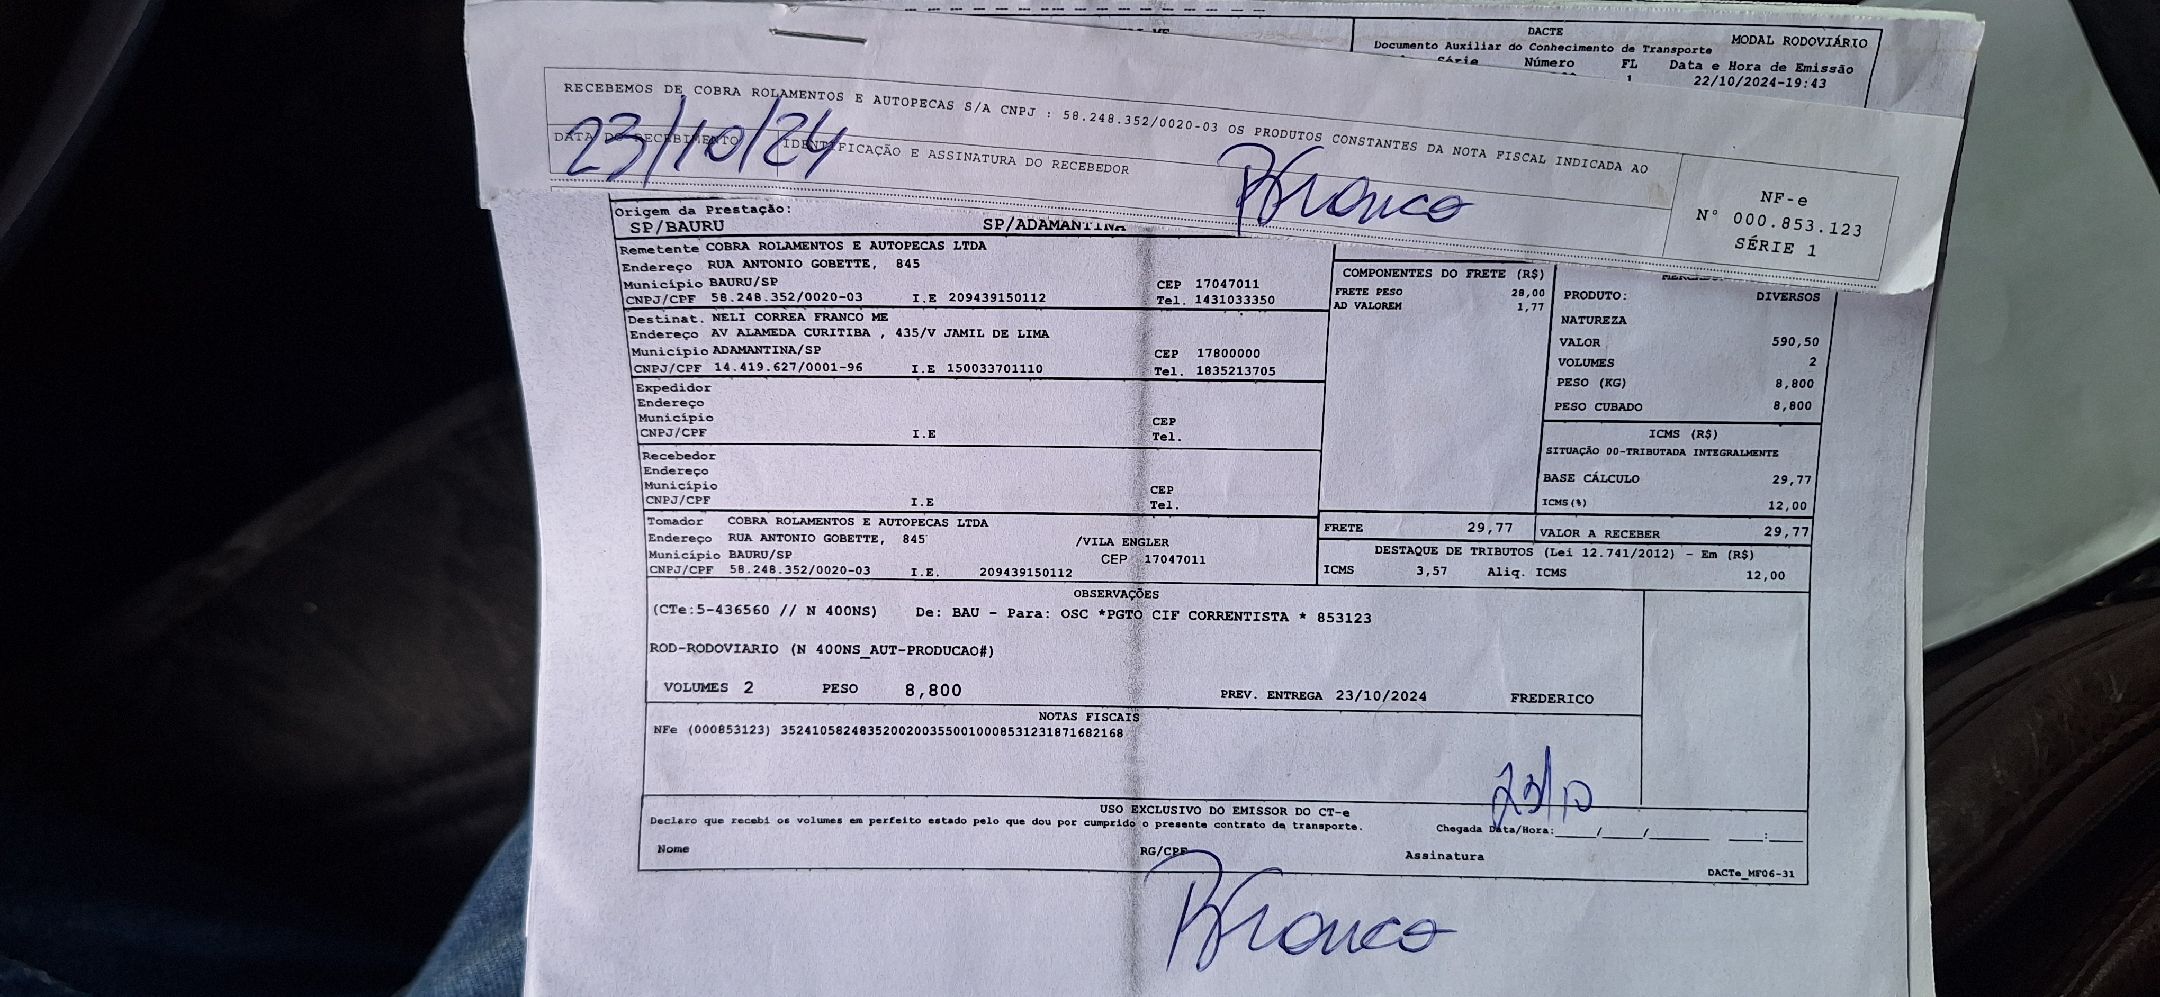 DACTE
MODAL RODOVIÁRIO
Documento Auxiliar do Conhecimento de Transporte
Série Número FL Data e Hora de Emissão
1 22/10/2024-19:43
RECEBEMOS DE COBRA ROLAMENTOS E AUTOPECAS S/A CNPJ : 58.248.352/0020-03 OS PRODUTOS CONSTANTES DA NOTA FISCAL INDICADA AO
DATA DO RECEBIMENTO IDENTIFICAÇÃO E ASSINATURA DO RECEBEDOR
23/10/24
Franco
NF-e
N° 000.853.123
SÉRIE 1
Origem da Prestação:
SP/BAURU SP/ADAMANTINA
Remetente COBRA ROLAMENTOS E AUTOPECAS LTDA
Endereço RUA ANTONIO GOBETTE, 845
Município BAURU/SP CEP 17047011
CNPJ/CPF 58.248.352/0020-03 I.E 209439150112 Tel. 1431033350
Destinat. NELI CORREA FRANCO ME
Endereço AV ALAMEDA CURITIBA , 435/V JAMIL DE LIMA
Município ADAMANTINA/SP CEP 17800000
CNPJ/CPF 14.419.627/0001-96 I.E 150033701110 Tel. 1835213705
Expedidor
Endereço
Município CEP
CNPJ/CPF I.E Tel.
Recebedor
Endereço
Município CEP
CNPJ/CPF I.E Tel.
Tomador COBRA ROLAMENTOS E AUTOPECAS LTDA
Endereço RUA ANTONIO GOBETTE, 845 /VILA ENGLER
Município BAURU/SP CEP 17047011
CNPJ/CPF 58.248.352/0020-03 I.E. 209439150112
COMPONENTES DO FRETE (R$)
FRETE PESO 28,00
AD VALOREM 1,77
PRODUTO: DIVERSOS
NATUREZA
VALOR 590,50
VOLUMES 2
PESO (KG) 8,800
PESO CUBADO 8,800
ICMS (R$)
SITUAÇÃO 00-TRIBUTADA INTEGRALMENTE
BASE CÁLCULO 29,77
ICMS(%) 12,00
FRETE 29,77 VALOR A RECEBER 29,77
DESTAQUE DE TRIBUTOS (Lei 12.741/2012) - Em (R$)
ICMS 3,57 Aliq. ICMS 12,00
OBSERVAÇÕES
(CTe:5-436560 // N 400NS) De: BAU - Para: OSC *PGTO CIF CORRENTISTA * 853123
ROD-RODOVIARIO (N 400NS_AUT-PRODUCAO#)
VOLUMES 2 PESO 8,800 PREV. ENTREGA 23/10/2024 FREDERICO
NOTAS FISCAIS
NFe (000853123) 35241058248352002003550010008531231871682168
23/10
USO EXCLUSIVO DO EMISSOR DO CT-e
Declaro que recebi os volumes em perfeito estado pelo que dou por cumprido o presente contrato de transporte.
Chegada Data/Hora:____/____/______ ___:___
Nome RG/CPF Assinatura
DACTe_MF06-31
Franco